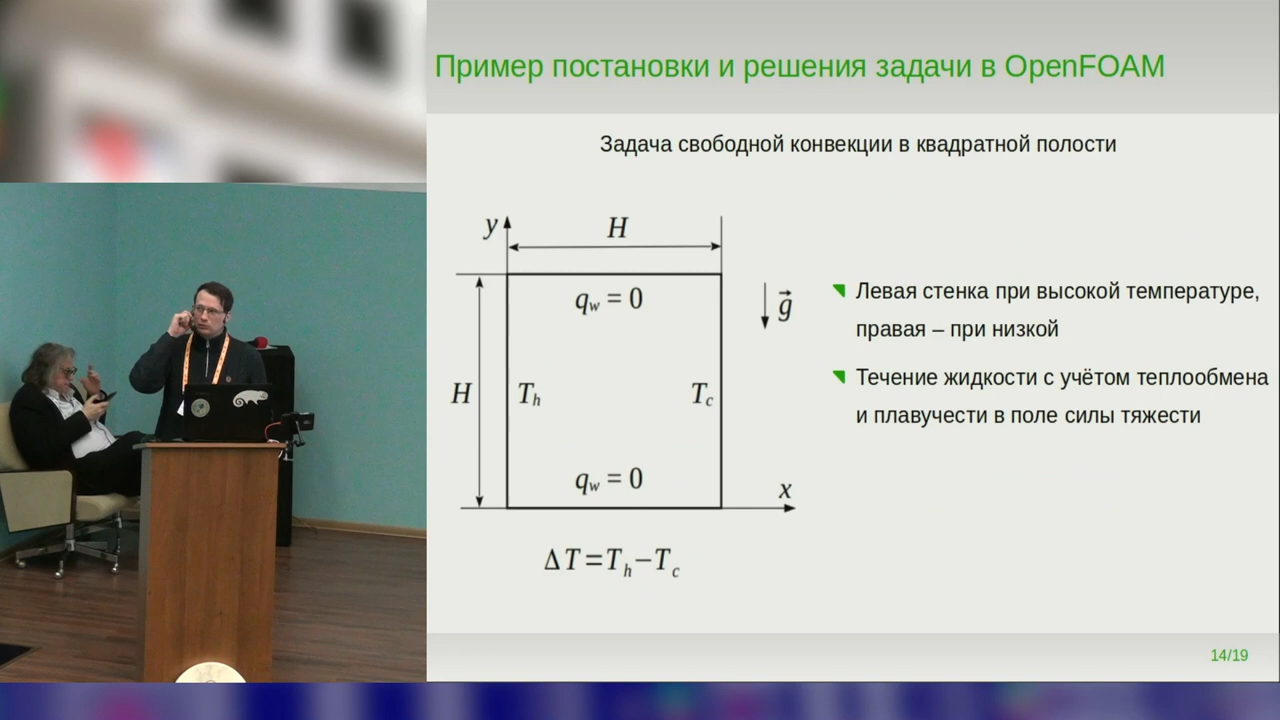 Пример постановки и решения задачи в OpenFOAM
Задача свободной конвекции в квадратной полости
y
H
q_w = 0
g⃗
H
T_h
T_c
q_w = 0
x
ΔT=T_h−T_c
Левая стенка при высокой температуре,
правая – при низкой
Течение жидкости с учётом теплообмена
и плавучести в поле силы тяжести
14/19